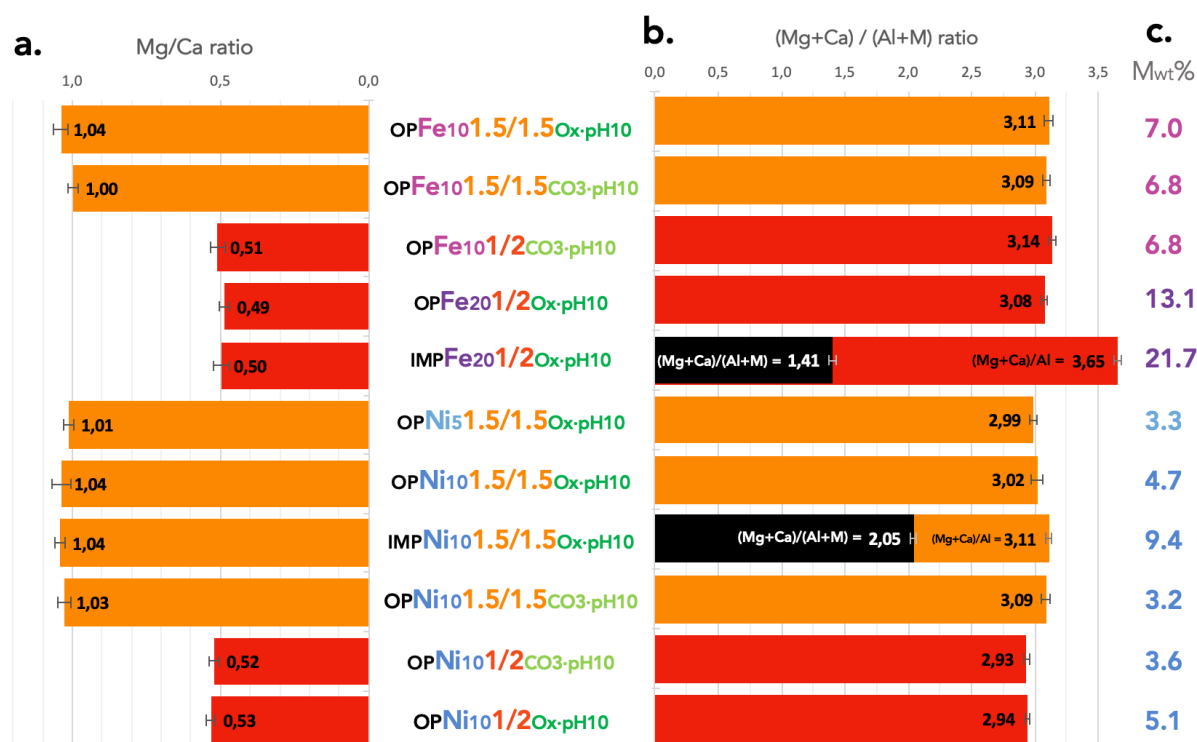 a.
Mg/Ca ratio
1,0 0,5 0,0
b.
(Mg+Ca) / (Al+M) ratio
0,0 0,5 1,0 1,5 2,0 2,5 3,0 3,5
c.
Mwt%
1,04 OPFe101.5/1.5Ox·pH10 3,11 7.0
1,00 OPFe101.5/1.5CO3·pH10 3,09 6.8
0,51 OPFe101/2CO3·pH10 3,14 6.8
0,49 OPFe201/2Ox·pH10 3,08 13.1
0,50 IMPFe201/2Ox·pH10 (Mg+Ca)/(Al+M) = 1,41 (Mg+Ca)/Al = 3,65 21.7
1,01 OPNi51.5/1.5Ox·pH10 2,99 3.3
1,04 OPNi101.5/1.5Ox·pH10 3,02 4.7
1,04 IMPNi101.5/1.5Ox·pH10 (Mg+Ca)/(Al+M) = 2,05 (Mg+Ca)/Al = 3,11 9.4
1,03 OPNi101.5/1.5CO3·pH10 3,09 3.2
0,52 OPNi101/2CO3·pH10 2,93 3.6
0,53 OPNi101/2Ox·pH10 2,94 5.1